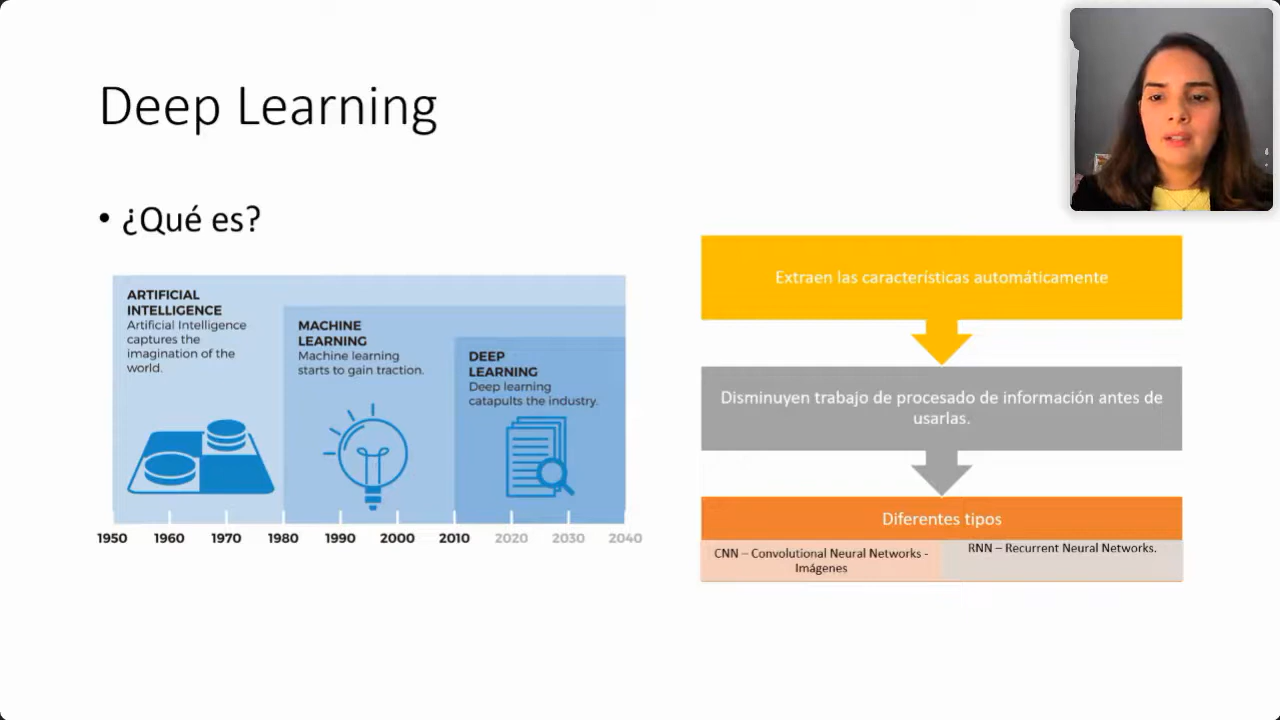 Deep Learning
• ¿Qué es?
ARTIFICIAL
INTELLIGENCE
Artificial Intelligence
captures the
imagination of the
world.
MACHINE
LEARNING
Machine learning
starts to gain traction.
DEEP
LEARNING
Deep learning
catapults the industry.
1950 1960 1970 1980 1990 2000 2010 2020 2030 2040
Extraen las características automáticamente
Disminuyen trabajo de procesado de información antes de
usarlas.
Diferentes tipos
CNN – Convolutional Neural Networks -
Imágenes
RNN – Recurrent Neural Networks.